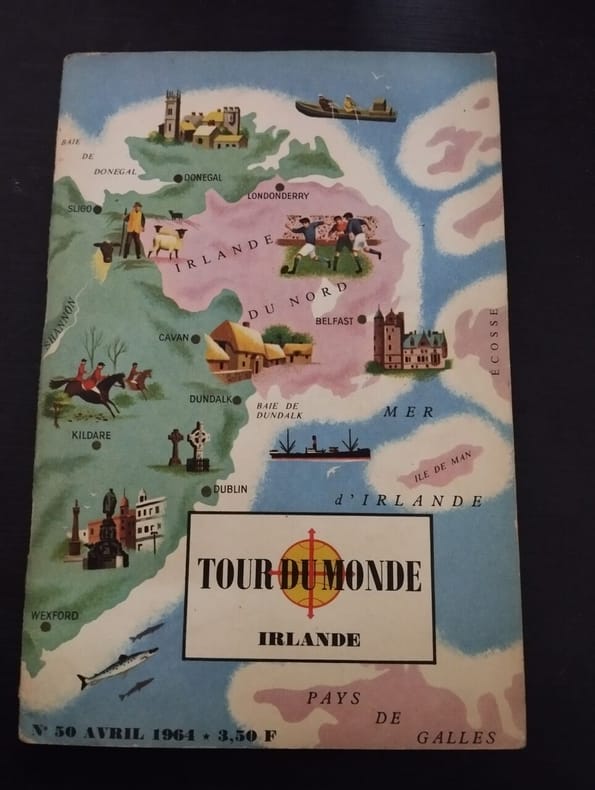 BAIE
DE
DONEGAL
DONEGAL
LONDONDERRY
SLIGO
IRLANDE
DU NORD
SHANNON
BELFAST
ÉCOSSE
CAVAN
DUNDALK
BAIE DE
DUNDALK
MER
KILDARE
ILE DE MAN
DUBLIN
d'IRLANDE
TOUR DU MONDE
IRLANDE
WEXFORD
PAYS
DE
GALLES
N° 50 AVRIL 1964 ★ 3,50 F